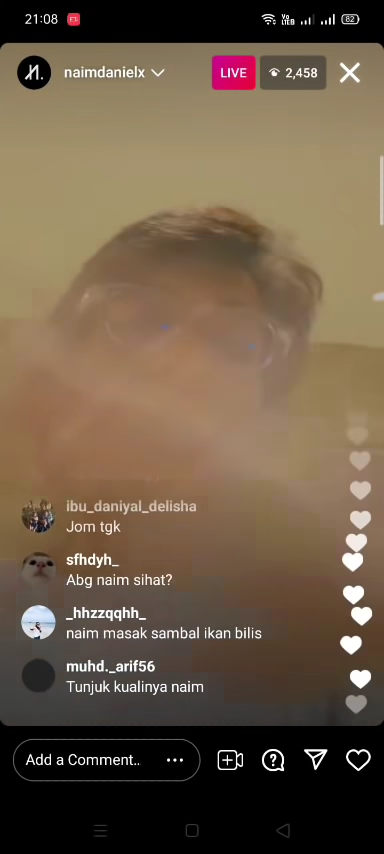 21:08
82
naimdanielx
LIVE
2,458
ibu_daniyal_delisha
Jom tgk
sfhdyh_
Abg naim sihat?
_hhzzqqhh_
naim masak sambal ikan bilis
muhd._arif56
Tunjuk kualinya naim
Add a Comment..